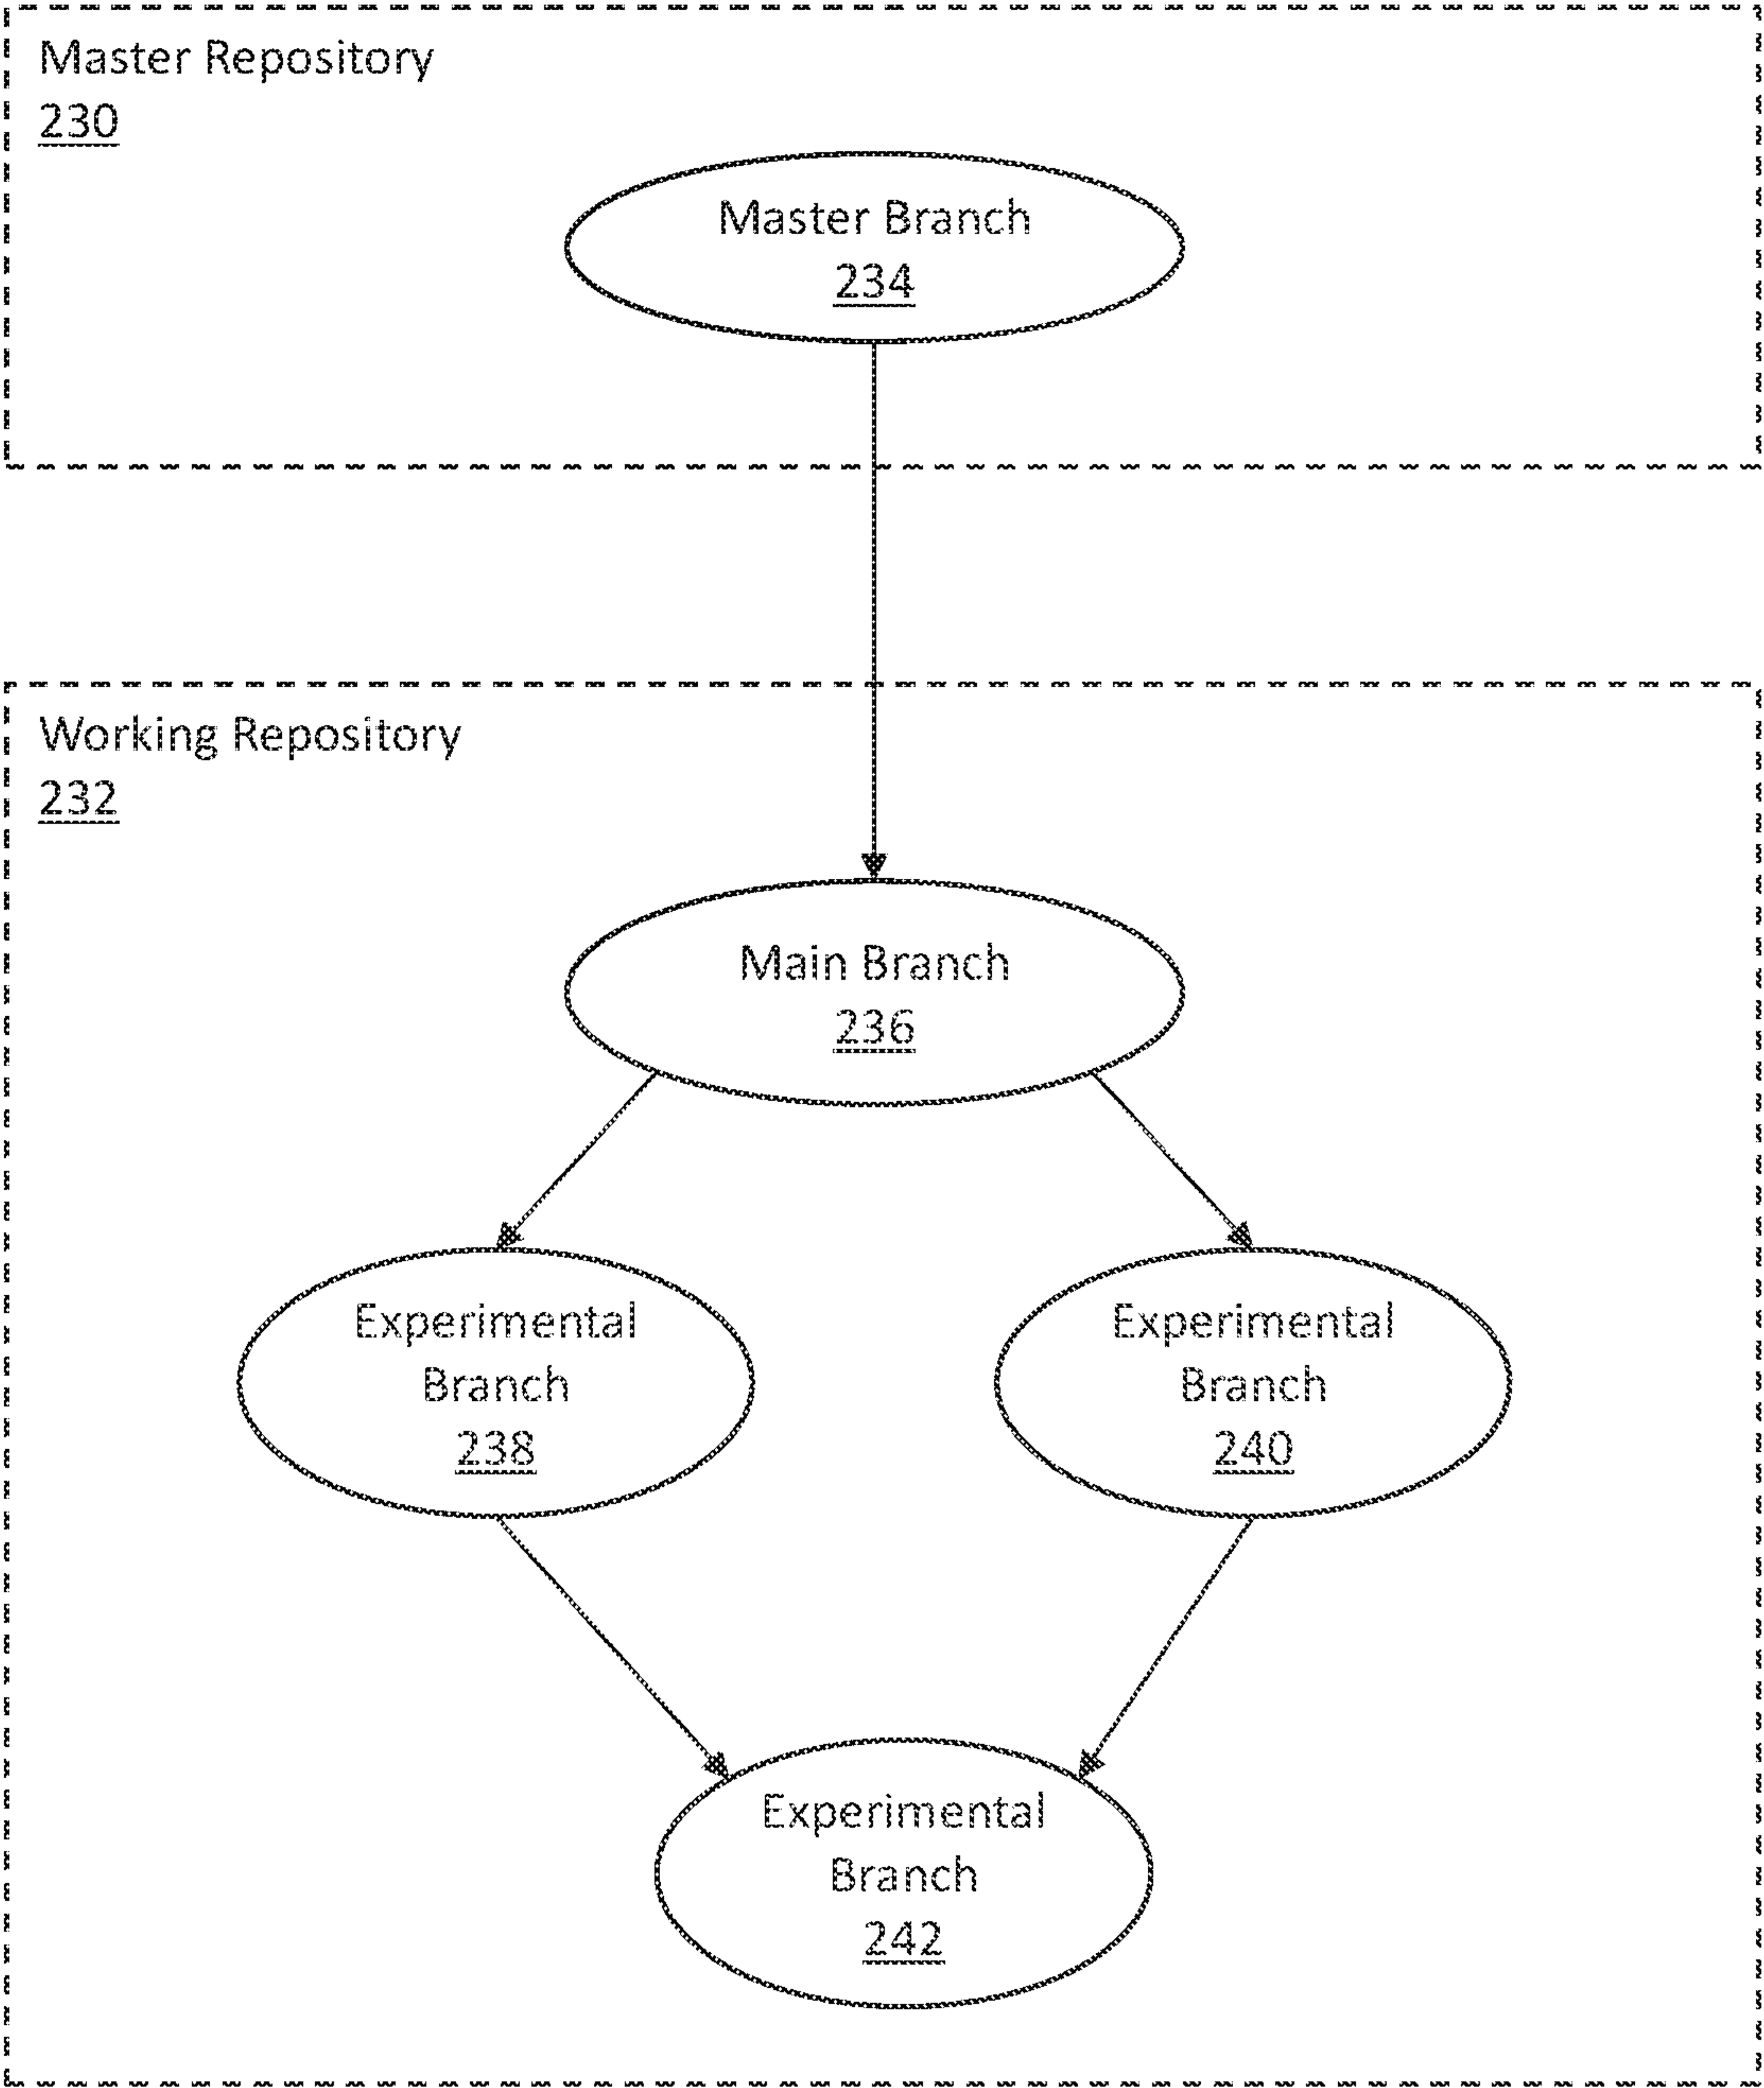 Master Repository
230
Master Branch
234
Working Repository
232
Main Branch
236
Experimental
Branch
238
Experimental
Branch
240
Experimental
Branch
242